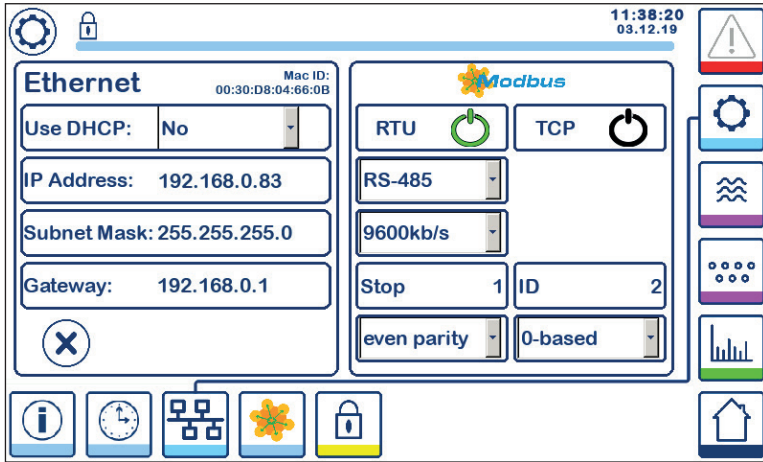 11:38:20
03.12.19
Ethernet
Mac ID:
00:30:D8:04:66:0B
Use DHCP: No
IP Address: 192.168.0.83
Subnet Mask: 255.255.255.0
Gateway: 192.168.0.1
Modbus
RTU TCP
RS-485
9600kb/s
Stop 1 ID 2
even parity 0-based